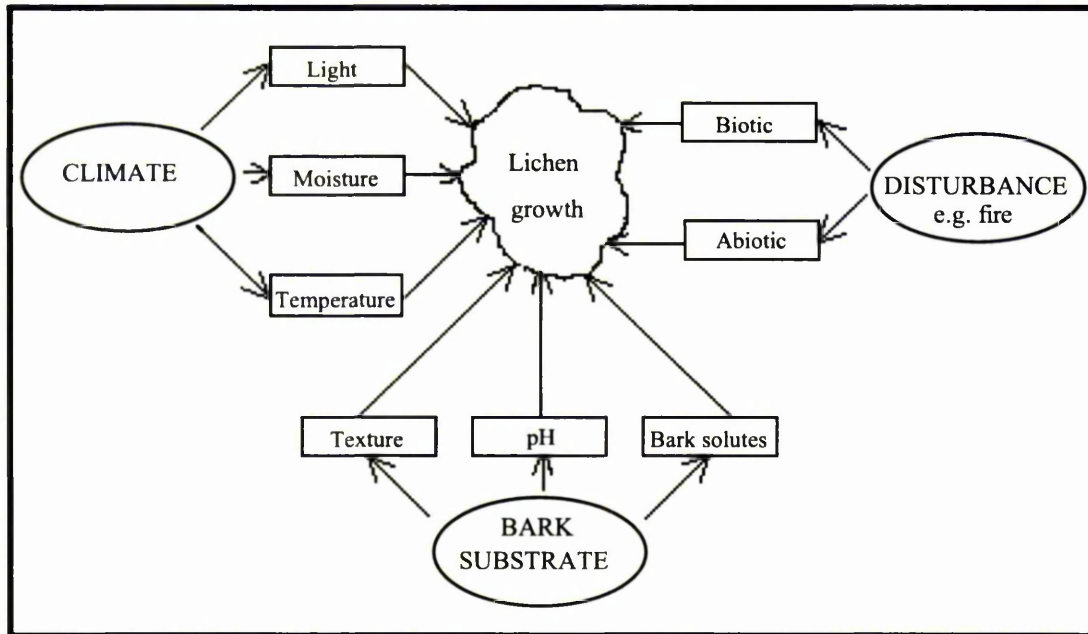 Light
CLIMATE
Moisture
Temperature
Lichen
growth
Biotic
Abiotic
DISTURBANCE
e.g. fire
Texture
pH
Bark solutes
BARK
SUBSTRATE